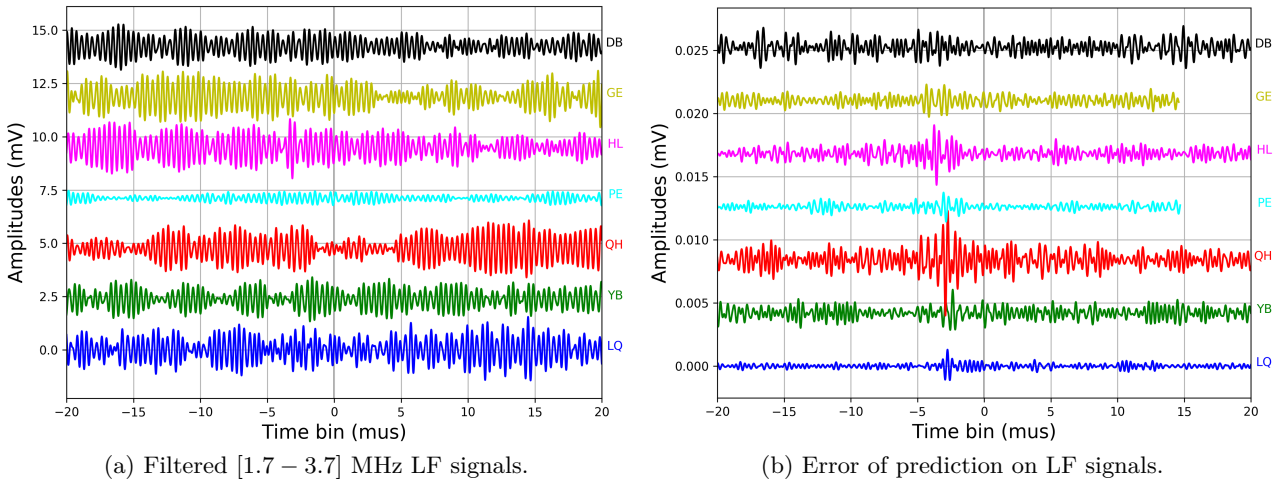 Amplitudes (mV)
15.0
12.5
10.0
7.5
5.0
2.5
0.0
DB
GE
HL
PE
QH
YB
LQ
−20 −15 −10 −5 0 5 10 15 20
Time bin (mus)
(a) Filtered [1.7 − 3.7] MHz LF signals.
Amplitudes (mV)
0.025
0.020
0.015
0.010
0.005
0.000
DB
GE
HL
PE
QH
YB
LQ
−20 −15 −10 −5 0 5 10 15 20
Time bin (mus)
(b) Error of prediction on LF signals.